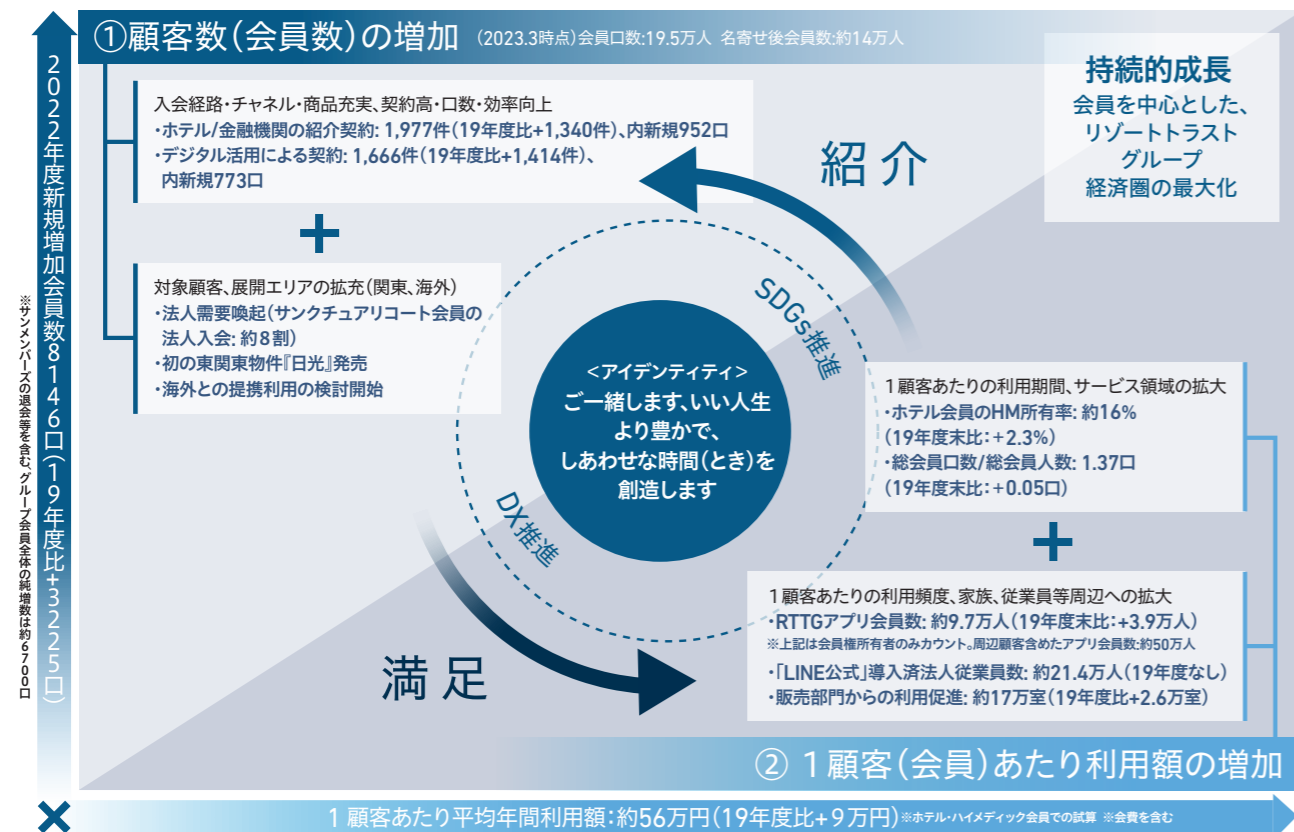 ①顧客数(会員数)の増加 (2023.3時点)会員口数:19.5万人 名寄せ後会員数:約14万人
2022年度新規増加会員数8146口(19年度比+3225口)
※サンメンバーズの退会等を含む、グループ会員全体の純増数は約6700口
持続的成長
会員を中心とした、
リゾートトラスト
グループ
経済圏の最大化
入会経路・チャネル・商品充実、契約高・口数・効率向上
・ホテル/金融機関の紹介契約: 1,977件(19年度比+1,340件)、内新規952口
・デジタル活用による契約: 1,666件(19年度比+1,414件)、
内新規773口
+
対象顧客、展開エリアの拡充(関東、海外)
・法人需要喚起(サンクチュアリコート会員の
法人入会: 約8割)
・初の東関東物件『日光』発売
・海外との提携利用の検討開始
紹介
SDGs推進
<アイデンティティ>
ご一緒します、いい人生
より豊かで、
しあわせな時間(とき)を
創造します
DX推進
満足
1顧客あたりの利用期間、サービス領域の拡大
・ホテル会員のHM所有率: 約16%
(19年度末比:+2.3%)
・総会員口数/総会員人数: 1.37口
(19年度末比:+0.05口)
+
1顧客あたりの利用頻度、家族、従業員等周辺への拡大
・RTTGアプリ会員数: 約9.7万人(19年度末比:+3.9万人)
※上記は会員権所有者のみカウント。周辺顧客含めたアプリ会員数:約50万人
・「LINE公式」導入済法人従業員数: 約21.4万人(19年度なし)
・販売部門からの利用促進: 約17万室(19年度比+2.6万室)
② 1顧客(会員)あたり利用額の増加
×
1顧客あたり平均年間利用額:約56万円(19年度比+9万円)※ホテル・ハイメディック会員での試算 ※会費を含む